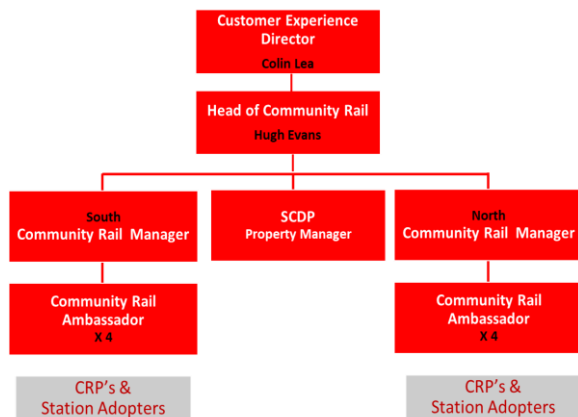 Customer Experience
Director
Colin Lea
Head of Community Rail
Hugh Evans
South
Community Rail Manager
SCDP
Property Manager
North
Community Rail Manager
Community Rail
Ambassador
X 4
Community Rail
Ambassador
X 4
CRP's &
Station Adopters
CRP's &
Station Adopters